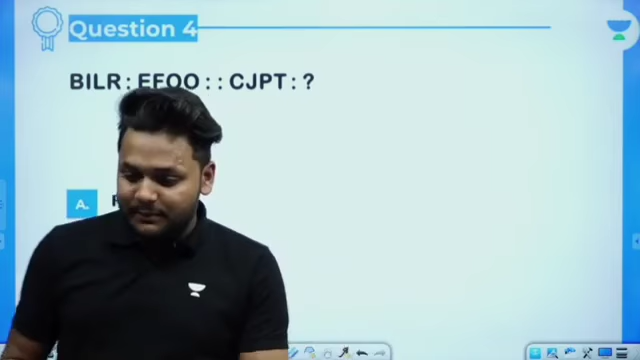 Question 4
BILR : EFOO : : CJPT : ?
A.